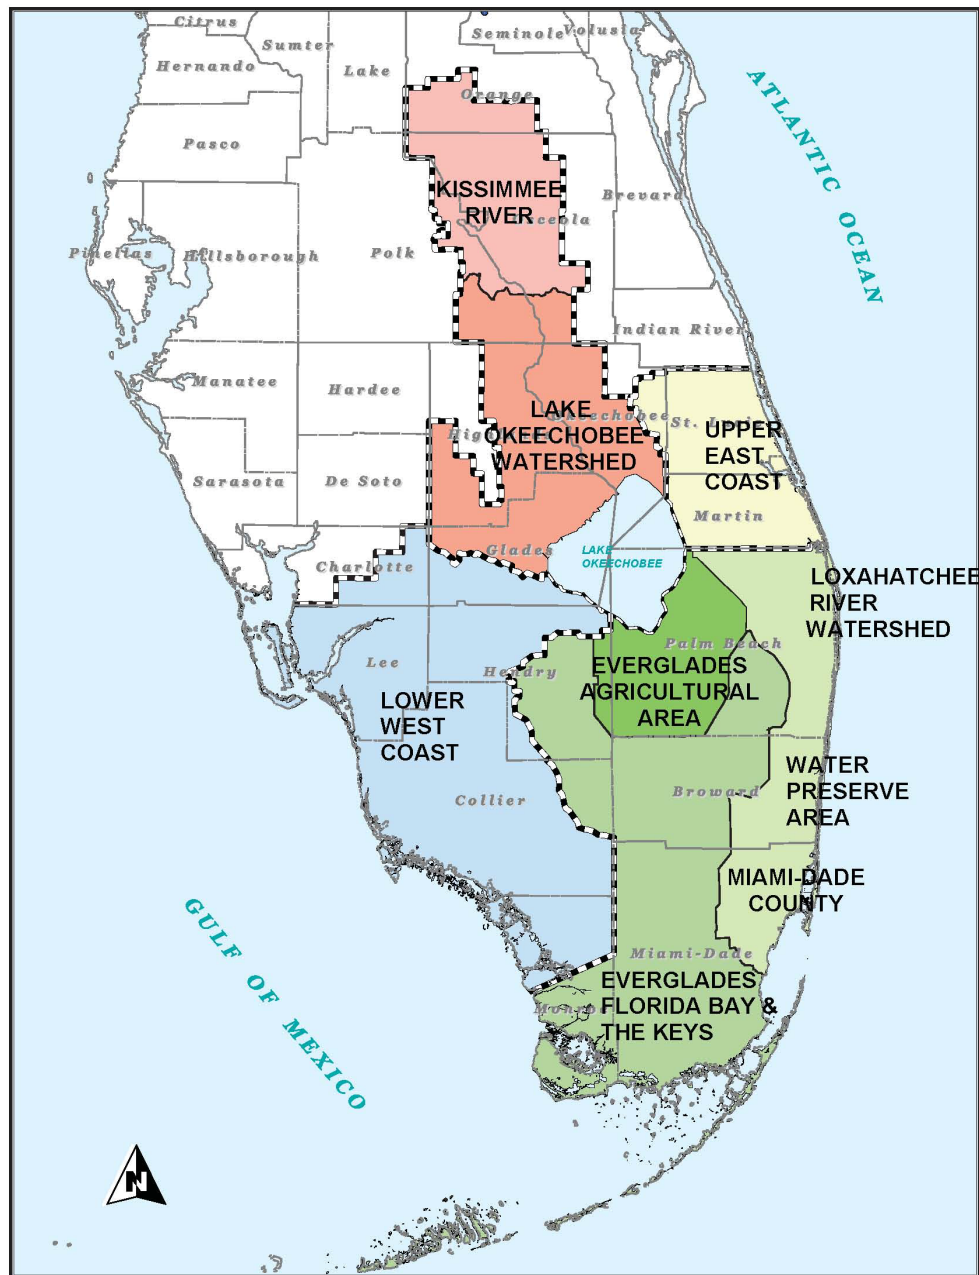 Citrus
Seminole
Volusia
Sumter
Hernando
Lake
Orange
ATLANTIC OCEAN
Pasco
KISSIMMEE
RIVER
Osceola
Brevard
Pinellas
Hillsborough
Polk
Indian River
Manatee
Hardee
LAKE
OKEECHOBEE
WATERSHED
Okeechobee
Highlands
St. Lucie
UPPER
EAST
COAST
Sarasota
De Soto
Martin
Glades
LAKE
OKEECHOBEE
Charlotte
LOXAHATCHEE
RIVER
WATERSHED
Lee
Hendry
Palm Beach
EVERGLADES
AGRICULTURAL
AREA
LOWER
WEST
COAST
WATER
PRESERVE
AREA
Collier
Broward
MIAMI-DADE
COUNTY
GULF OF MEXICO
Miami-Dade
EVERGLADES
FLORIDA BAY &
THE KEYS
Monroe
N